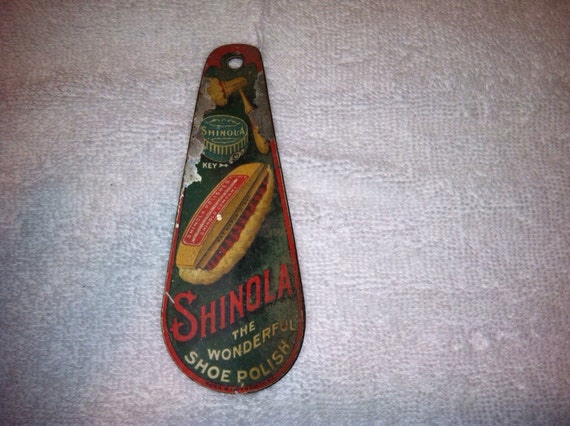 SHINOLA
KEY
SHINOLA
THE
WONDERFUL
SHOE POLISH